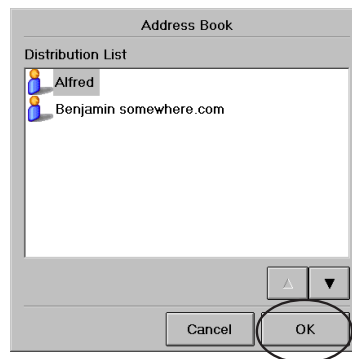 Address Book
Distribution List
Alfred
Benjamin somewhere.com
Cancel OK